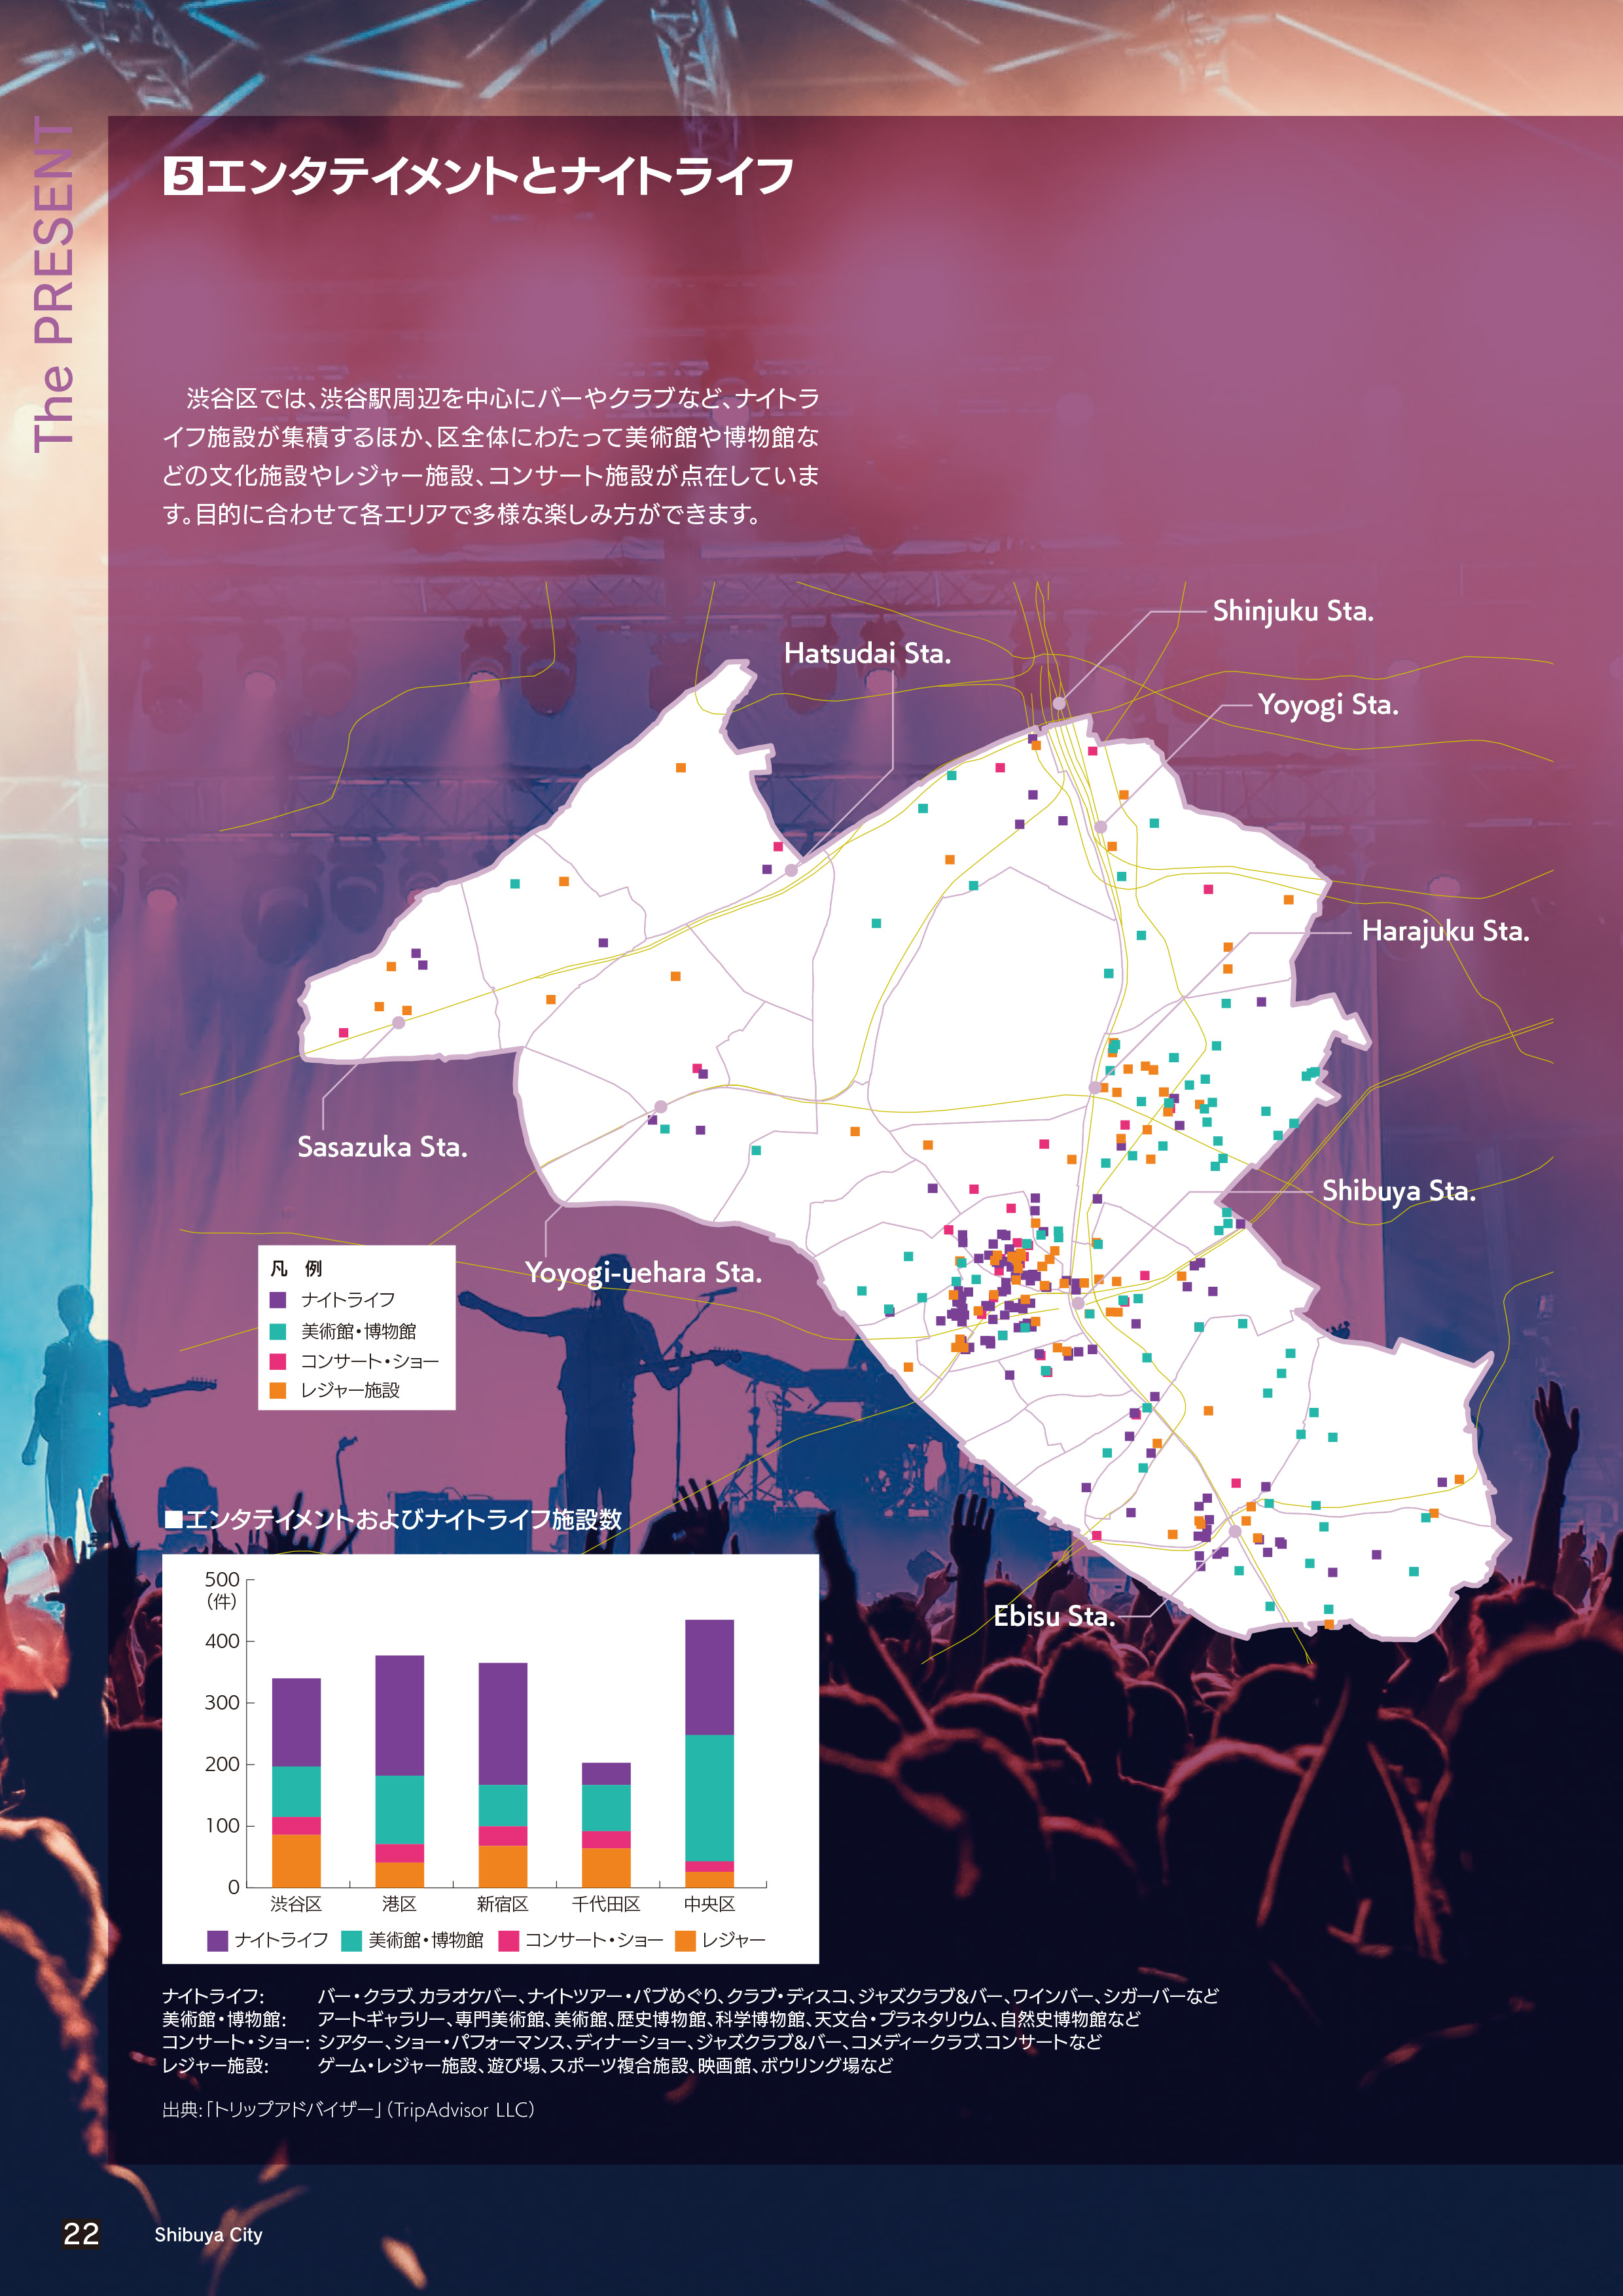 The PRESENT
5エンタテイメントとナイトライフ
渋谷区では、渋谷駅周辺を中心にバーやクラブなど、ナイトラ
イフ施設が集積するほか、区全体にわたって美術館や博物館な
どの文化施設やレジャー施設、コンサート施設が点在していま
す。目的に合わせて各エリアで多様な楽しみ方ができます。
Shinjuku Sta.
Hatsudai Sta.
Yoyogi Sta.
Harajuku Sta.
Sasazuka Sta.
Shibuya Sta.
Yoyogi-uehara Sta.
Ebisu Sta.
凡 例
ナイトライフ
美術館・博物館
コンサート・ショー
レジャー施設
■エンタテイメントおよびナイトライフ施設数
500
(件)
400
300
200
100
0
渋谷区 港区 新宿区 千代田区 中央区
ナイトライフ 美術館・博物館 コンサート・ショー レジャー
ナイトライフ: バー・クラブ、カラオケバー、ナイトツアー・パブめぐり、クラブ・ディスコ、ジャズクラブ&バー、ワインバー、シガーバーなど
美術館・博物館: アートギャラリー、専門美術館、美術館、歴史博物館、科学博物館、天文台・プラネタリウム、自然史博物館など
コンサート・ショー: シアター、ショー・パフォーマンス、ディナーショー、ジャズクラブ&バー、コメディークラブ、コンサートなど
レジャー施設: ゲーム・レジャー施設、遊び場、スポーツ複合施設、映画館、ボウリング場など
出典:「トリップアドバイザー」(TripAdvisor LLC)
22 Shibuya City